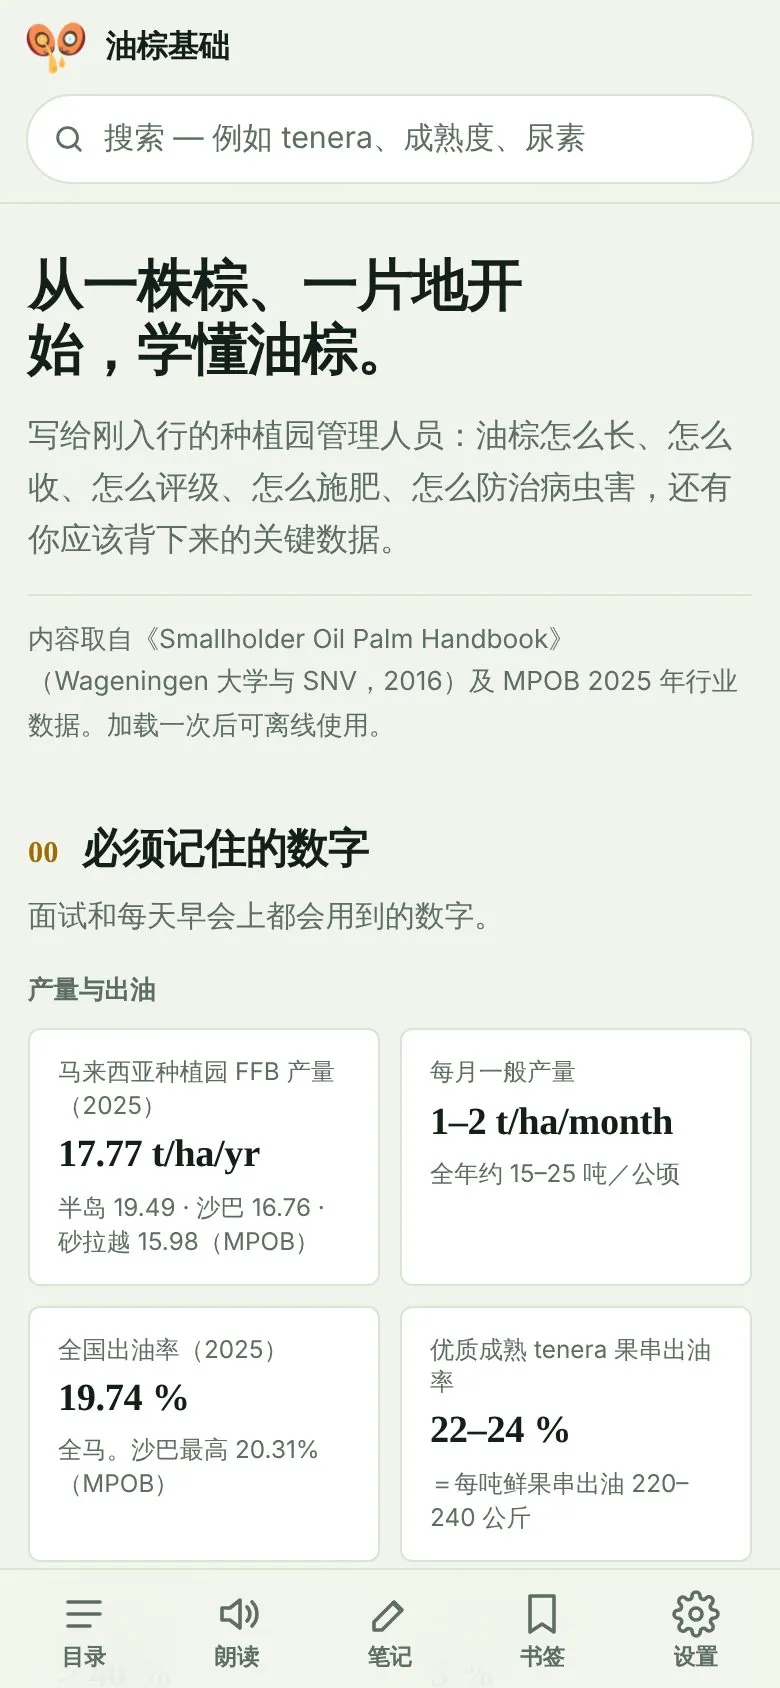 油棕基础
搜索 — 例如 tenera、成熟度、尿素
从一株棕、一片地开
始，学懂油棕。
写给刚入行的种植园管理人员：油棕怎么长、怎么
收、怎么评级、怎么施肥、怎么防治病虫害，还有
你应该背下来的关键数据。
内容取自《Smallholder Oil Palm Handbook》
（Wageningen 大学与 SNV，2016）及 MPOB 2025 年行业
数据。加载一次后可离线使用。
00 必须记住的数字
面试和每天早会上都会用到的数字。
产量与出油
马来西亚种植园 FFB 产量
（2025）
17.77 t/ha/yr
半岛 19.49 · 沙巴 16.76 ·
砂拉越 15.98（MPOB）
每月一般产量
1–2 t/ha/month
全年约 15–25 吨／公顷
全国出油率（2025）
19.74 %
全马。沙巴最高 20.31%
（MPOB）
优质成熟 tenera 果串出油
率
22–24 %
＝每吨鲜果串出油 220–
240 公斤
目录
朗读
笔记
书签
设置